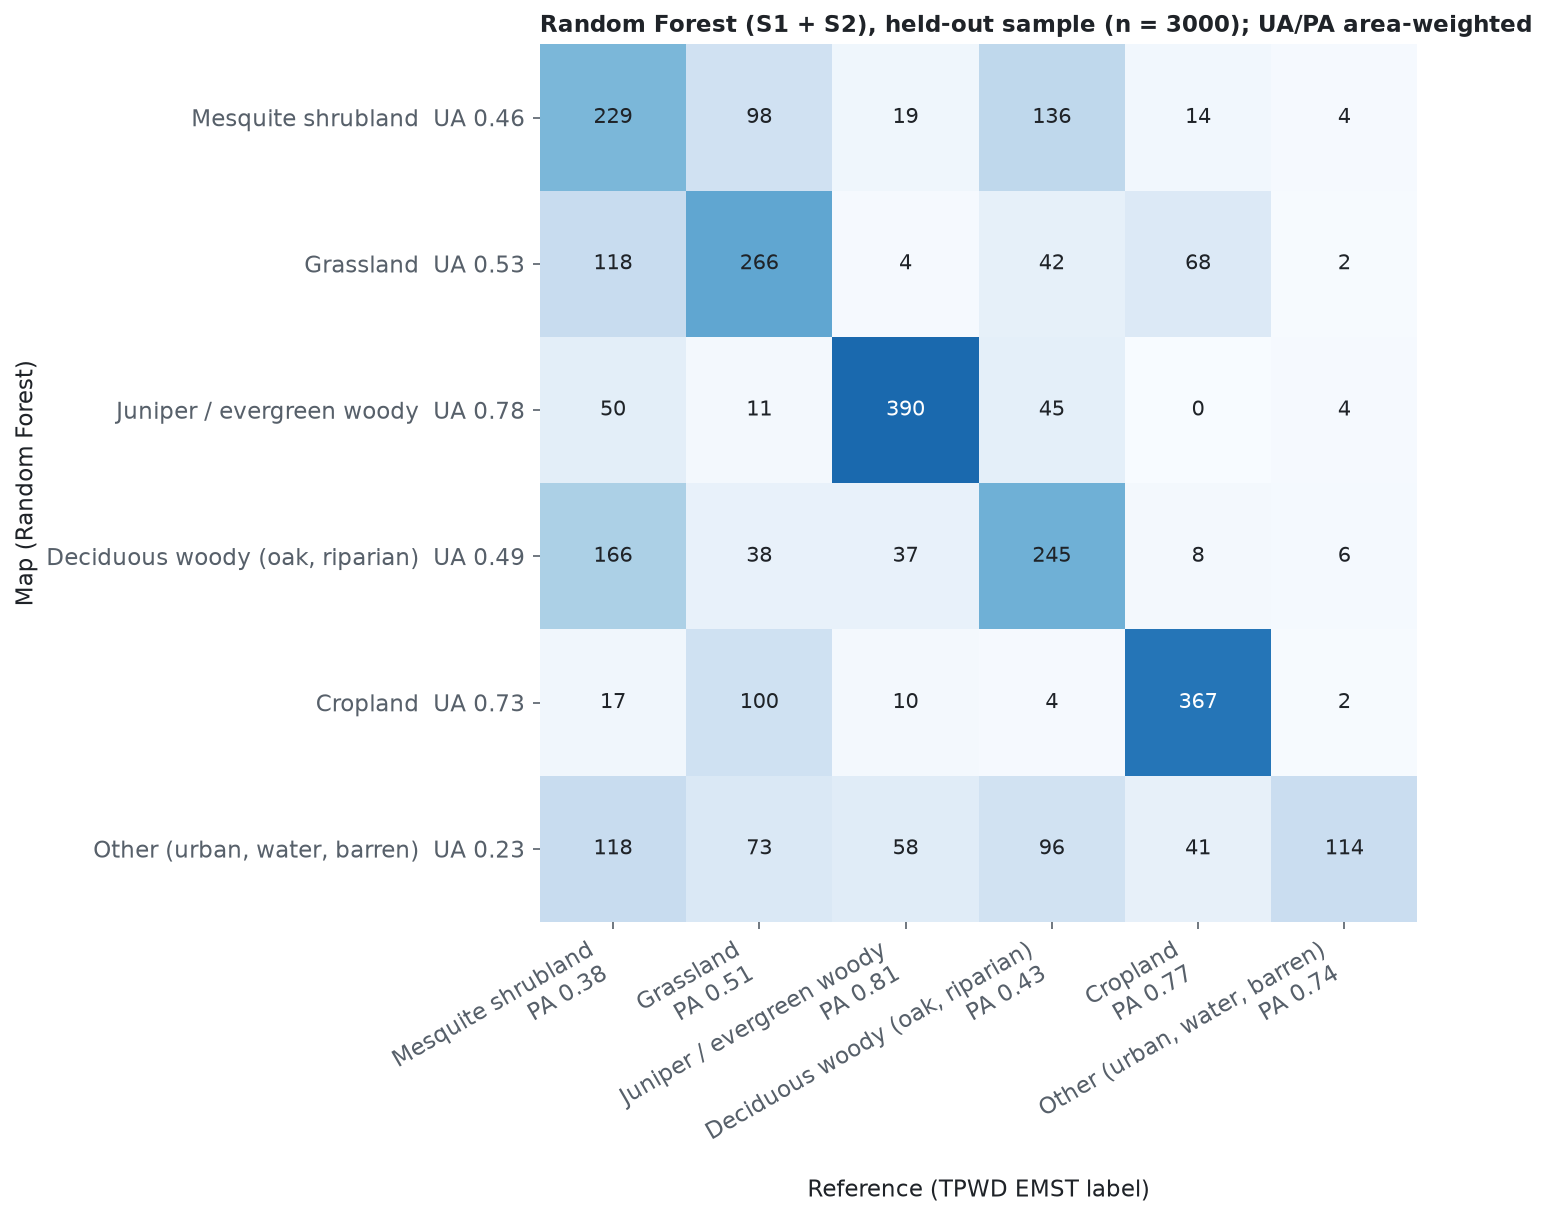 Random Forest (S1 + S2), held-out sample (n = 3000); UA/PA area-weighted
Map (Random Forest)
Mesquite shrubland UA 0.46
229 98 19 136 14 4
Grassland UA 0.53
118 266 4 42 68 2
Juniper / evergreen woody UA 0.78
50 11 390 45 0 4
Deciduous woody (oak, riparian) UA 0.49
166 38 37 245 8 6
Cropland UA 0.73
17 100 10 4 367 2
Other (urban, water, barren) UA 0.23
118 73 58 96 41 114
Mesquite shrubland
PA 0.38
Grassland
PA 0.51
Juniper / evergreen woody
PA 0.81
Deciduous woody (oak, riparian)
PA 0.43
Cropland
PA 0.77
Other (urban, water, barren)
PA 0.74
Reference (TPWD EMST label)